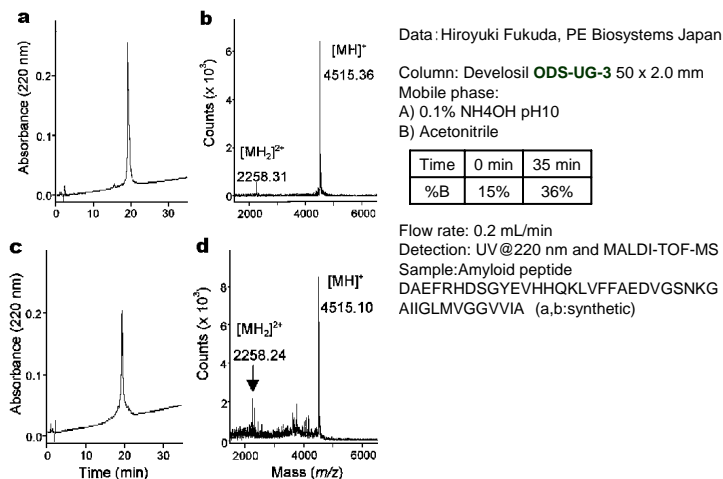 a
Absorbance (220 nm)
0.2
0.1
0.0
0 10 20 30
b
Counts (x 10³)
6
4
2
0
2000 4000 6000
[MH]⁺
4515.36
[MH₂]²⁺
2258.31
c
Absorbance (220 nm)
0.2
0.1
0.0
0 10 20 30
Time (min)
d
Counts (x 10³)
8
6
4
2
0
2000 4000 6000
Mass (m/z)
[MH]⁺
4515.10
[MH₂]²⁺
2258.24
Data：Hiroyuki Fukuda, PE Biosystems Japan
Column: Develosil ODS-UG-3 50 x 2.0 mm
Mobile phase:
A) 0.1% NH4OH pH10
B) Acetonitrile
Time 0 min 35 min
%B 15% 36%
Flow rate: 0.2 mL/min
Detection: UV@220 nm and MALDI-TOF-MS
Sample:Amyloid peptide
DAEFRHDSGYEVHHQKLVFFAEDVGSNKG
AIIGLMVGGVVIA (a,b:synthetic)